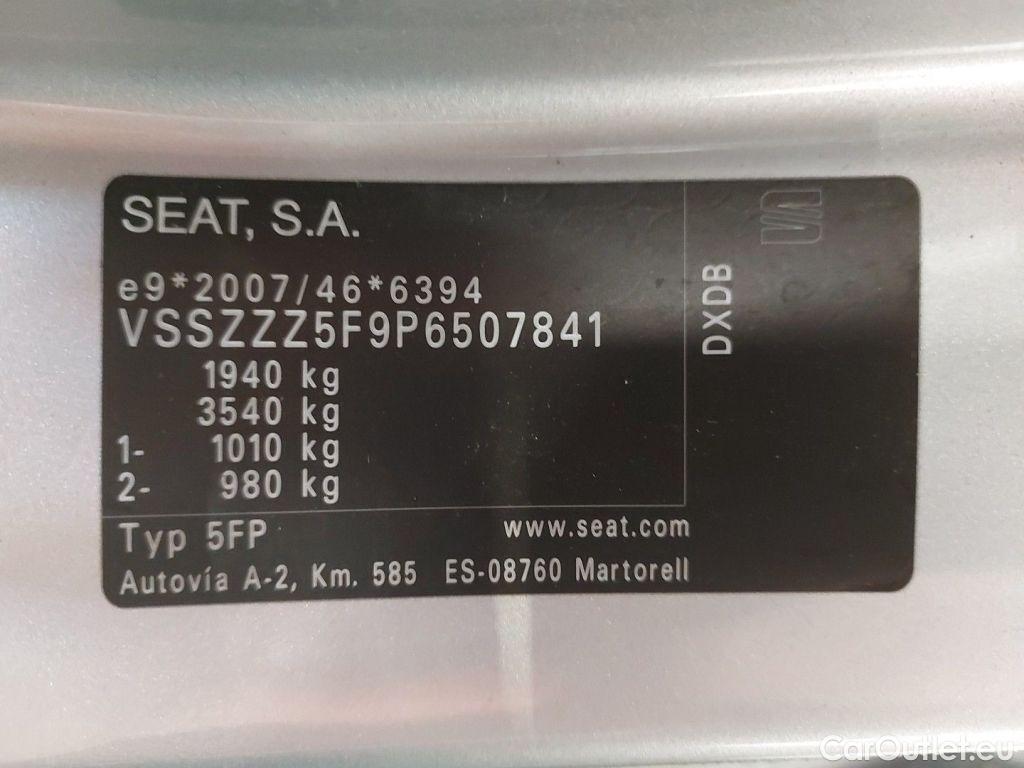 SEAT, S.A.
e9*2007/46*6394
VSSZZZ5F9P6507841
1940 kg
3540 kg
1- 1010 kg
2- 980 kg
DXDB
Typ 5FP
www.seat.com
Autovía A-2, Km. 585 ES-08760 Martorell
CarOutlet.eu